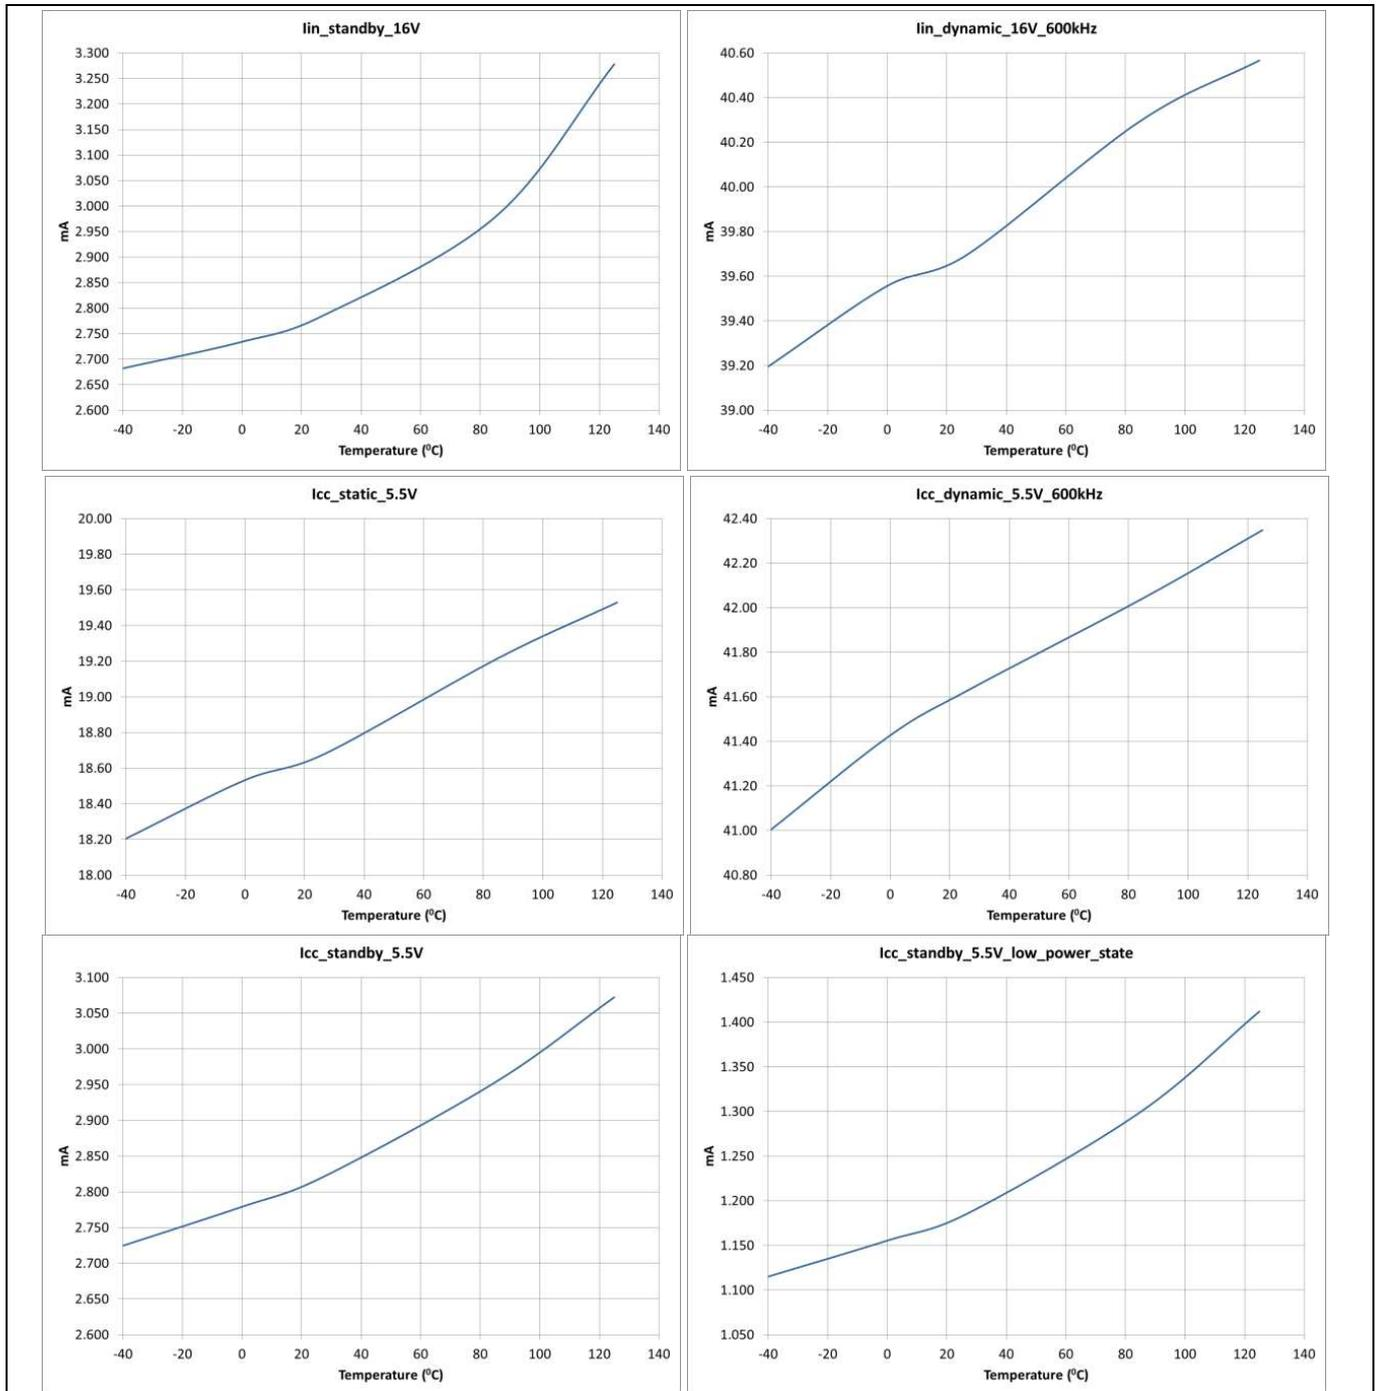 Iin_standby_16V
3.300
3.250
3.200
3.150
3.100
3.050
3.000
2.950
2.900
2.850
2.800
2.750
2.700
2.650
2.600
mA
-40 -20 0 20 40 60 80 100 120 140
Temperature (⁰C)
Iin_dynamic_16V_600kHz
40.60
40.40
40.20
40.00
39.80
39.60
39.40
39.20
39.00
mA
-40 -20 0 20 40 60 80 100 120 140
Temperature (⁰C)
Icc_static_5.5V
20.00
19.80
19.60
19.40
19.20
19.00
18.80
18.60
18.40
18.20
18.00
mA
-40 -20 0 20 40 60 80 100 120 140
Temperature (⁰C)
Icc_dynamic_5.5V_600kHz
42.40
42.20
42.00
41.80
41.60
41.40
41.20
41.00
40.80
mA
-40 -20 0 20 40 60 80 100 120 140
Temperature (⁰C)
Icc_standby_5.5V
3.100
3.050
3.000
2.950
2.900
2.850
2.800
2.750
2.700
2.650
2.600
mA
-40 -20 0 20 40 60 80 100 120 140
Temperature (⁰C)
Icc_standby_5.5V_low_power_state
1.450
1.400
1.350
1.300
1.250
1.200
1.150
1.100
1.050
mA
-40 -20 0 20 40 60 80 100 120 140
Temperature (⁰C)